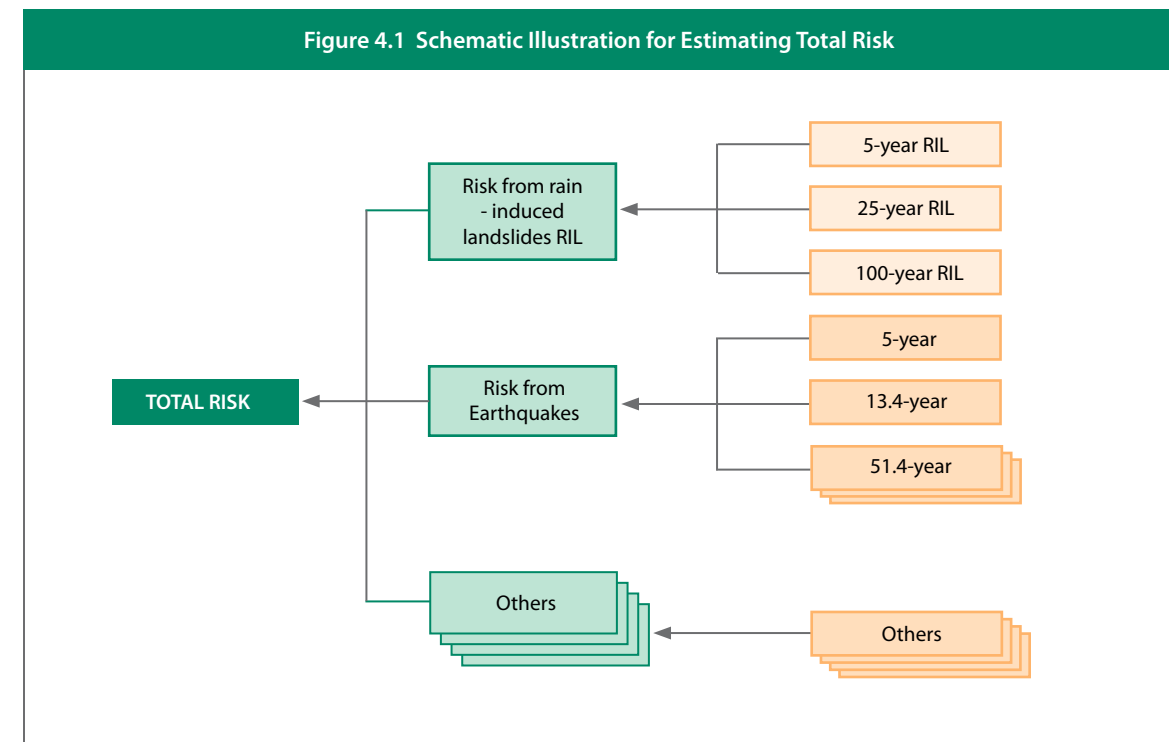 Figure 4.1 Schematic Illustration for Estimating Total Risk
5-year RIL
Risk from rain
- induced
landslides RIL
25-year RIL
100-year RIL
5-year
TOTAL RISK
Risk from
Earthquakes
13.4-year
51.4-year
Others
Others